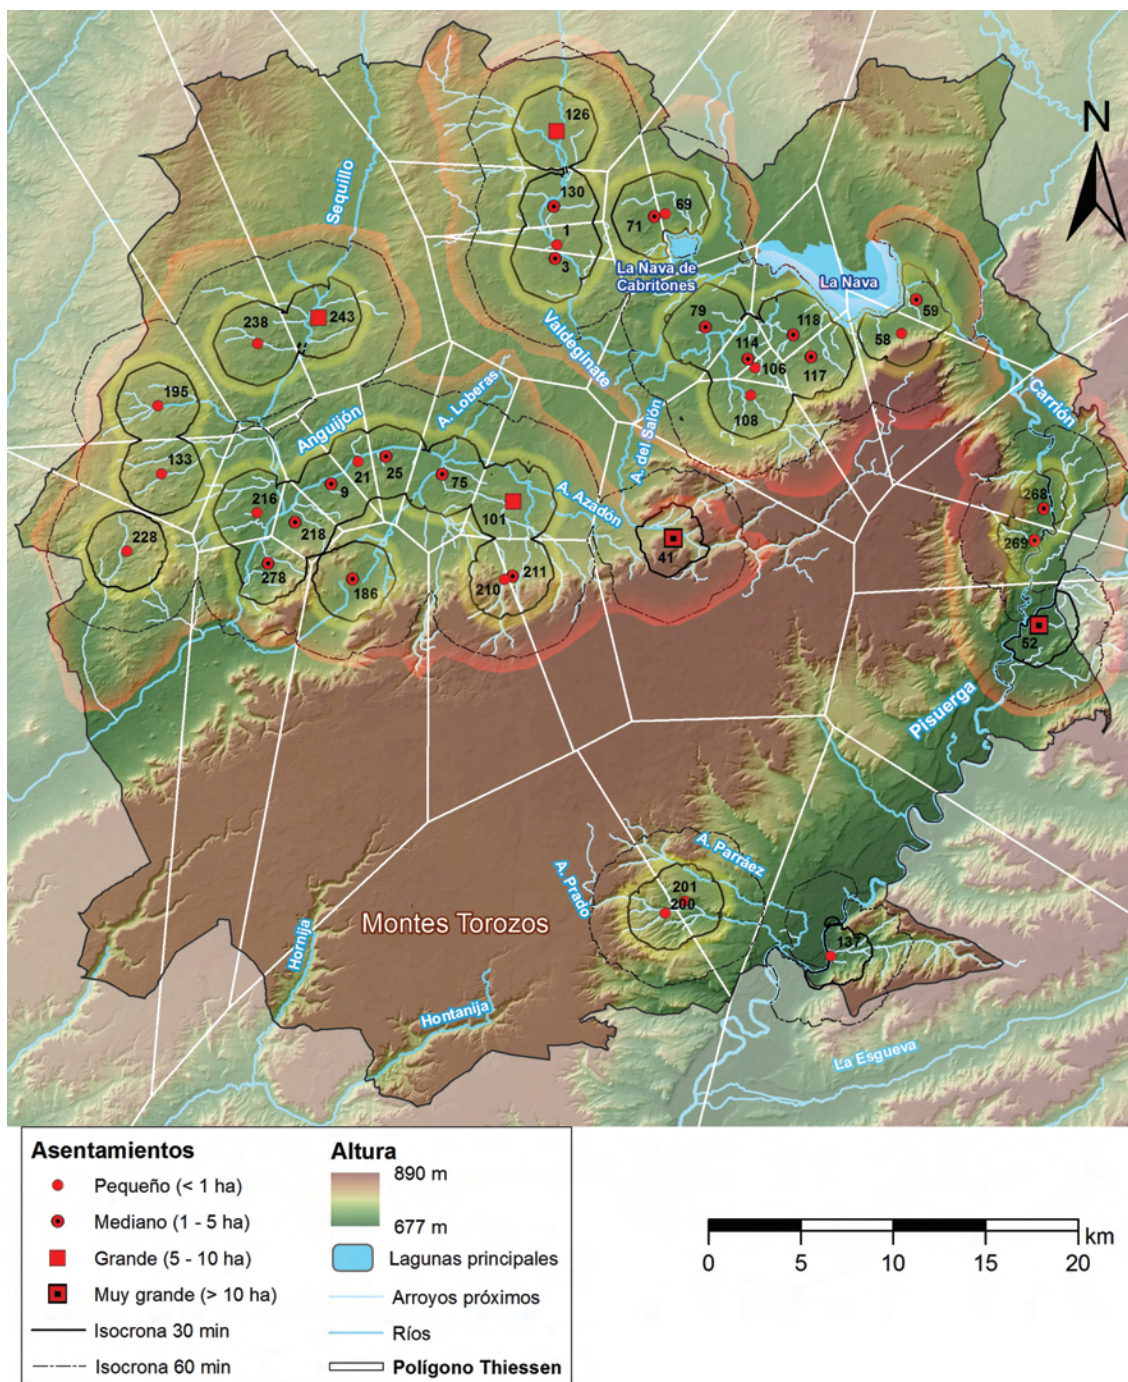 N
126
Sequillo
130
69
1
71
3
La Nava de
Cabritones
La Nava
59
243
79
118
58
238
114
Valdeginate
106
117
195
A. Loberas
Carrión
108
Anguijón
A. del Salón
21
25
133
75
9
268
216
101
A. Azadón
218
269
228
41
278
211
186
210
52
Pisuerga
A. Parráez
A. Prado
201
200
Montes Torozos
137
Hornija
Hontanija
La Esgueva
Asentamientos
Pequeño (< 1 ha)
Mediano (1 - 5 ha)
Grande (5 - 10 ha)
Muy grande (> 10 ha)
Isocrona 30 min
Isocrona 60 min
Altura
890 m
677 m
Lagunas principales
Arroyos próximos
Ríos
Polígono Thiessen
km
0 5 10 15 20